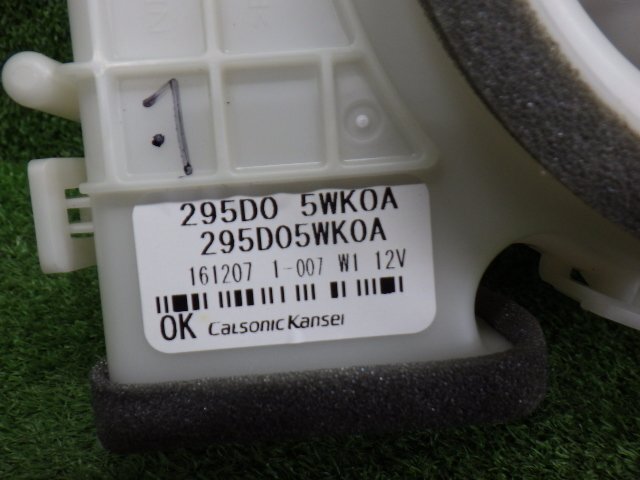 .1
295D0 5WK0A
295D05WK0A
161207 1-007 W1 12V
OK CalsonicKansei